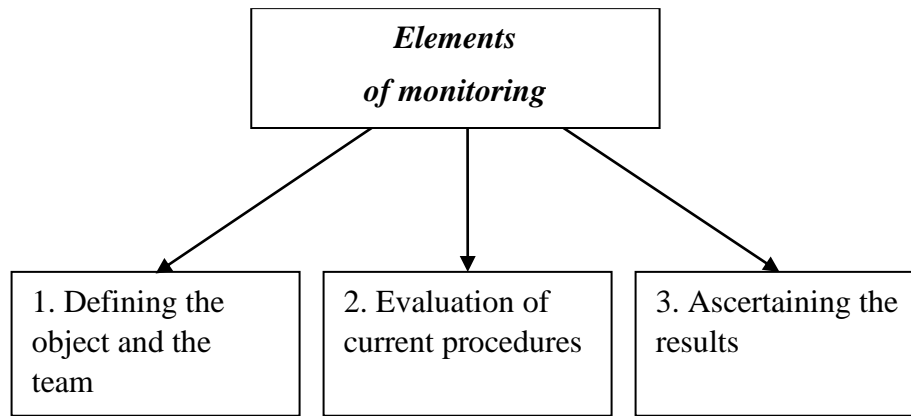 Elements
of monitoring
1. Defining the
object and the
team
2. Evaluation of
current procedures
3. Ascertaining the
results